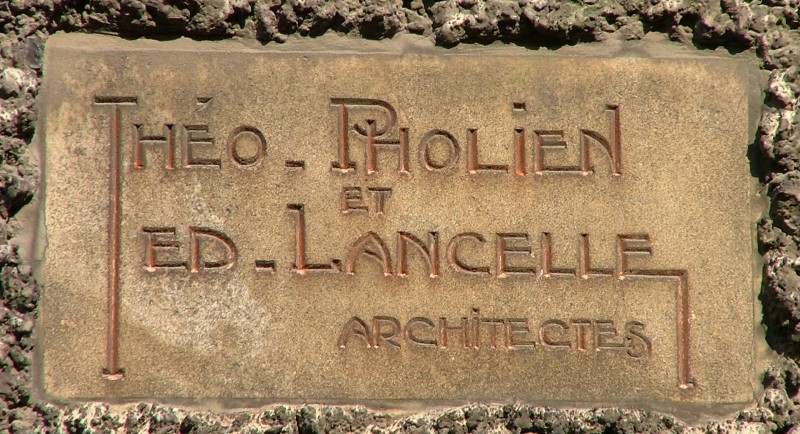 THÉO - PHOLIEN
ET
ED - LANCELLE
ARCHITECTES